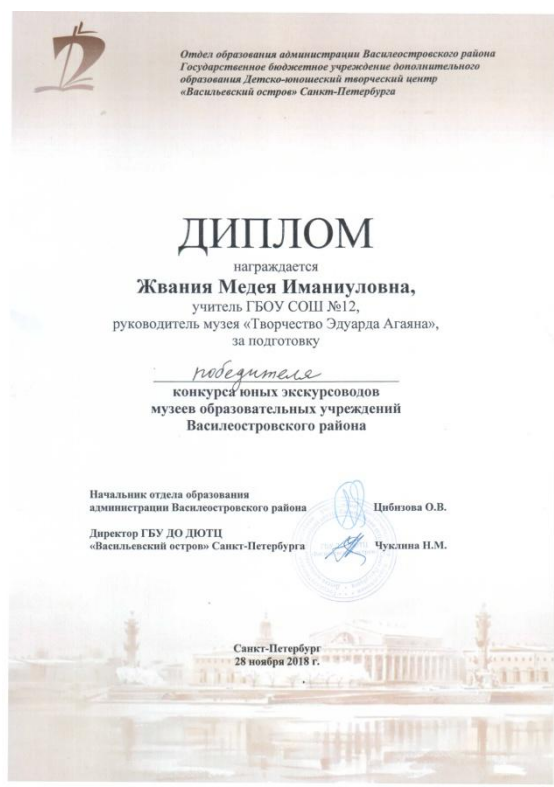 Отдел образования администрации Василеостровского района
Государственное бюджетное учреждение дополнительного
образования Детско-юношеский творческий центр
«Васильевский остров» Санкт-Петербурга
ДИПЛОМ
награждается
Жвания Медея Иманиуловна,
учитель ГБОУ СОШ №12,
руководитель музея «Творчество Эдуарда Агаяна»,
за подготовку
победителя
конкурса юных экскурсоводов
музеев образовательных учреждений
Василеостровского района
Начальник отдела образования
администрации Василеостровского района Цибизова О.В.
Директор ГБУ ДО ДЮТЦ
«Васильевский остров» Санкт-Петербурга Чуклина Н.М.
Санкт-Петербург
28 ноября 2018 г.